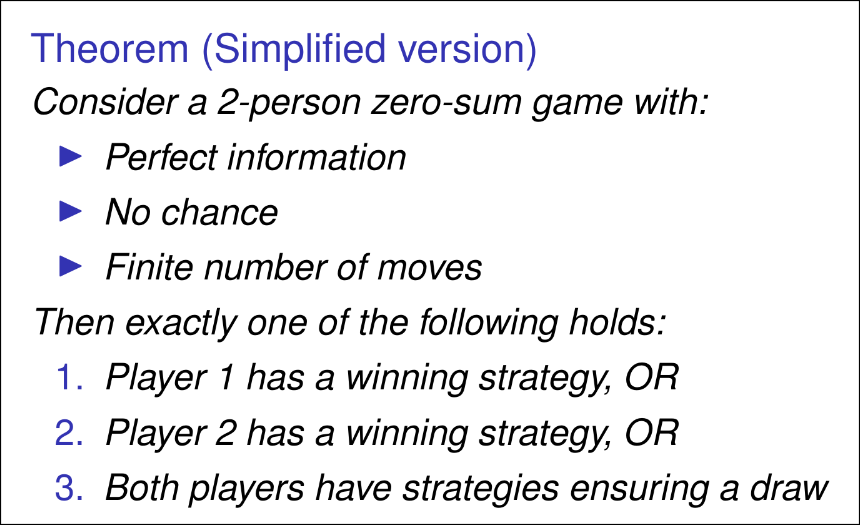 Theorem (Simplified version)
Consider a 2-person zero-sum game with:
▶ Perfect information
▶ No chance
▶ Finite number of moves
Then exactly one of the following holds:
1. Player 1 has a winning strategy, OR
2. Player 2 has a winning strategy, OR
3. Both players have strategies ensuring a draw